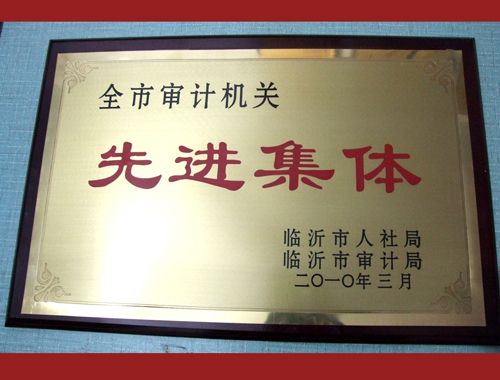 全市审计机关
先进集体
临沂市人社局
临沂市审计局
二〇一〇年三月